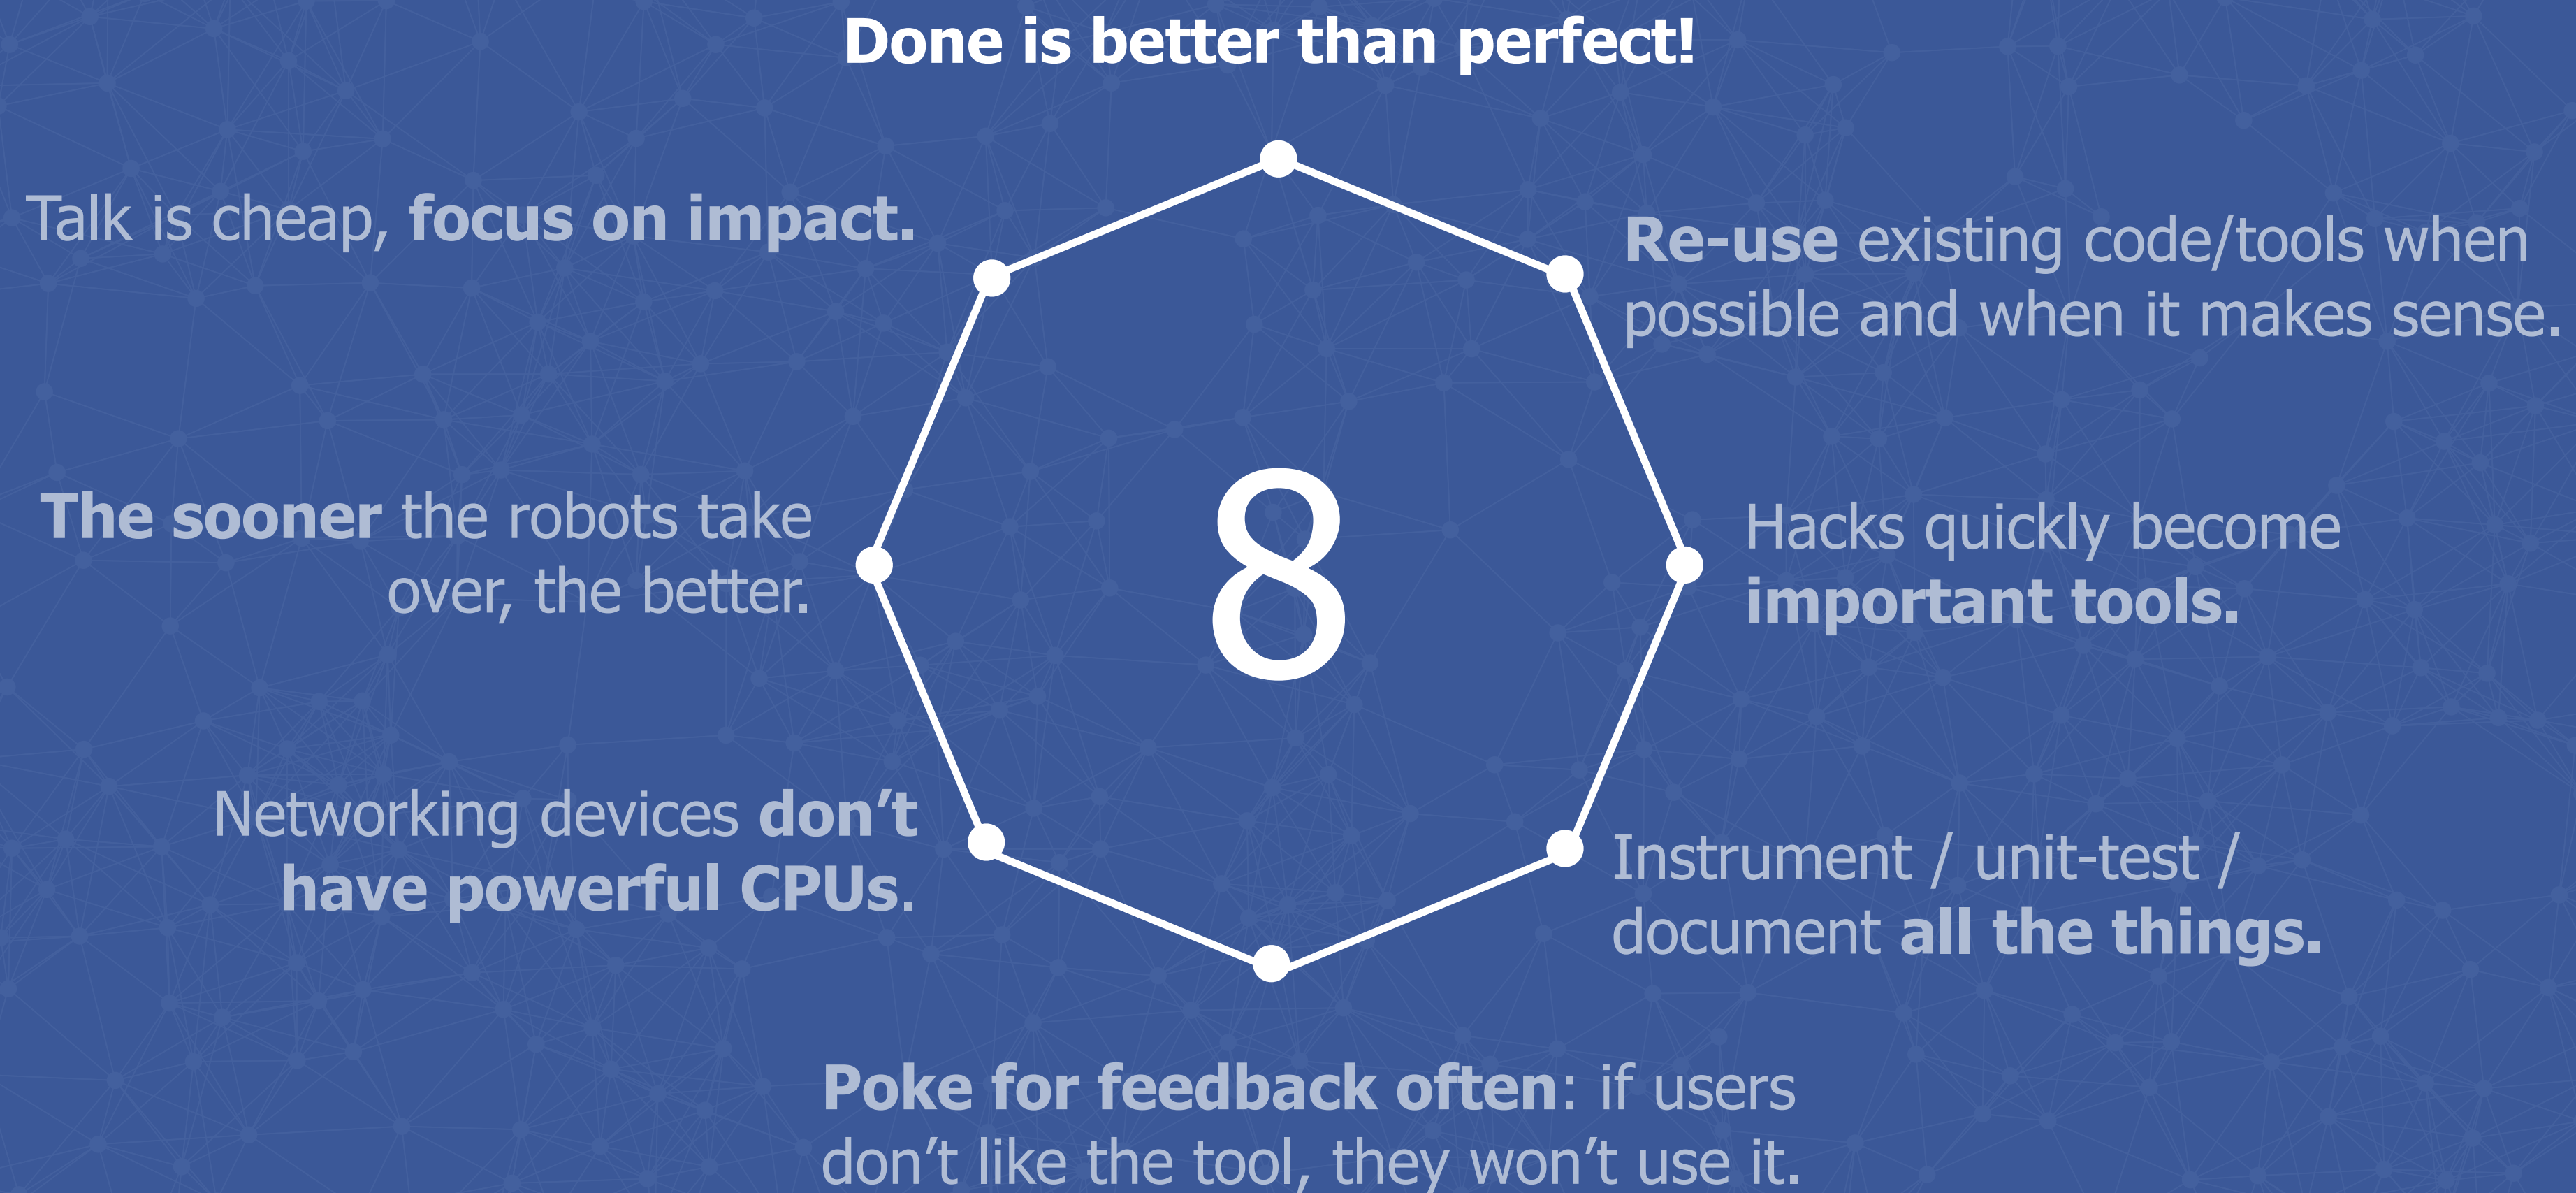 Done is better than perfect!
Talk is cheap, focus on impact.
Re-use existing code/tools when
possible and when it makes sense.
The sooner the robots take
over, the better.
8
Hacks quickly become
important tools.
Networking devices don’t
have powerful CPUs.
Instrument / unit-test /
document all the things.
Poke for feedback often: if users
don’t like the tool, they won’t use it.